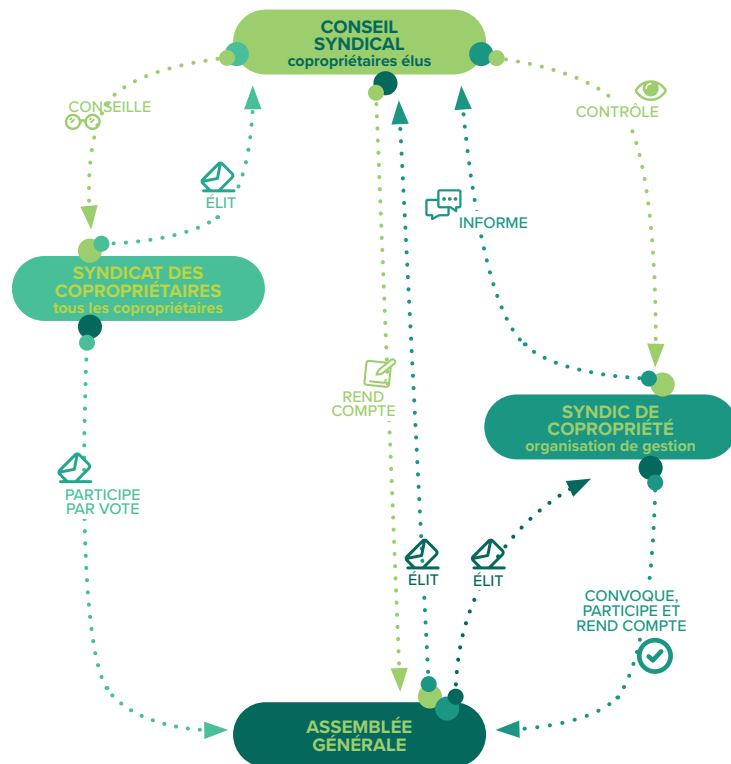 CONSEIL
SYNDICAL
copropriétaires élus
CONSEILLE
CONTRÔLE
ÉLIT
INFORME
SYNDICAT DES
COPROPRIÉTAIRES
tous les copropriétaires
REND
COMPTE
SYNDIC DE
COPROPRIÉTÉ
organisation de gestion
PARTICIPE
PAR VOTE
ÉLIT
ÉLIT
CONVOQUE,
PARTICIPE ET
REND COMPTE
ASSEMBLÉE
GÉNÉRALE